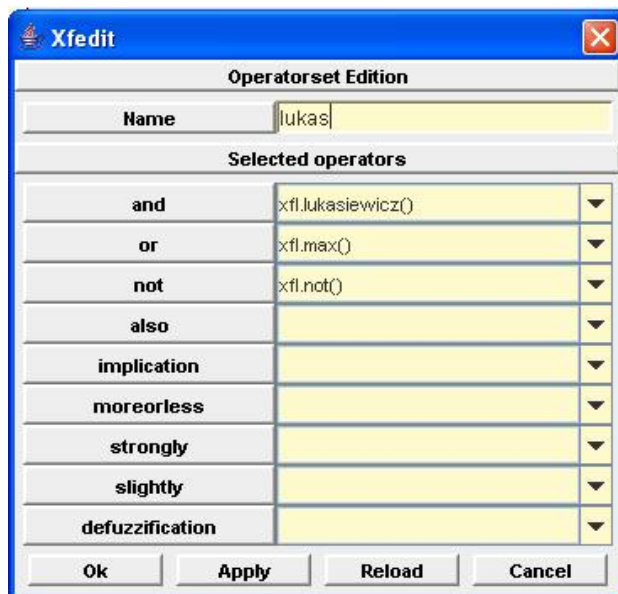 Xfedit
Operatorset Edition
Name lukas
Selected operators
and xfl.lukasiewicz()
or xfl.max()
not xfl.not()
also
implication
moreorless
strongly
slightly
defuzzification
Ok Apply Reload Cancel